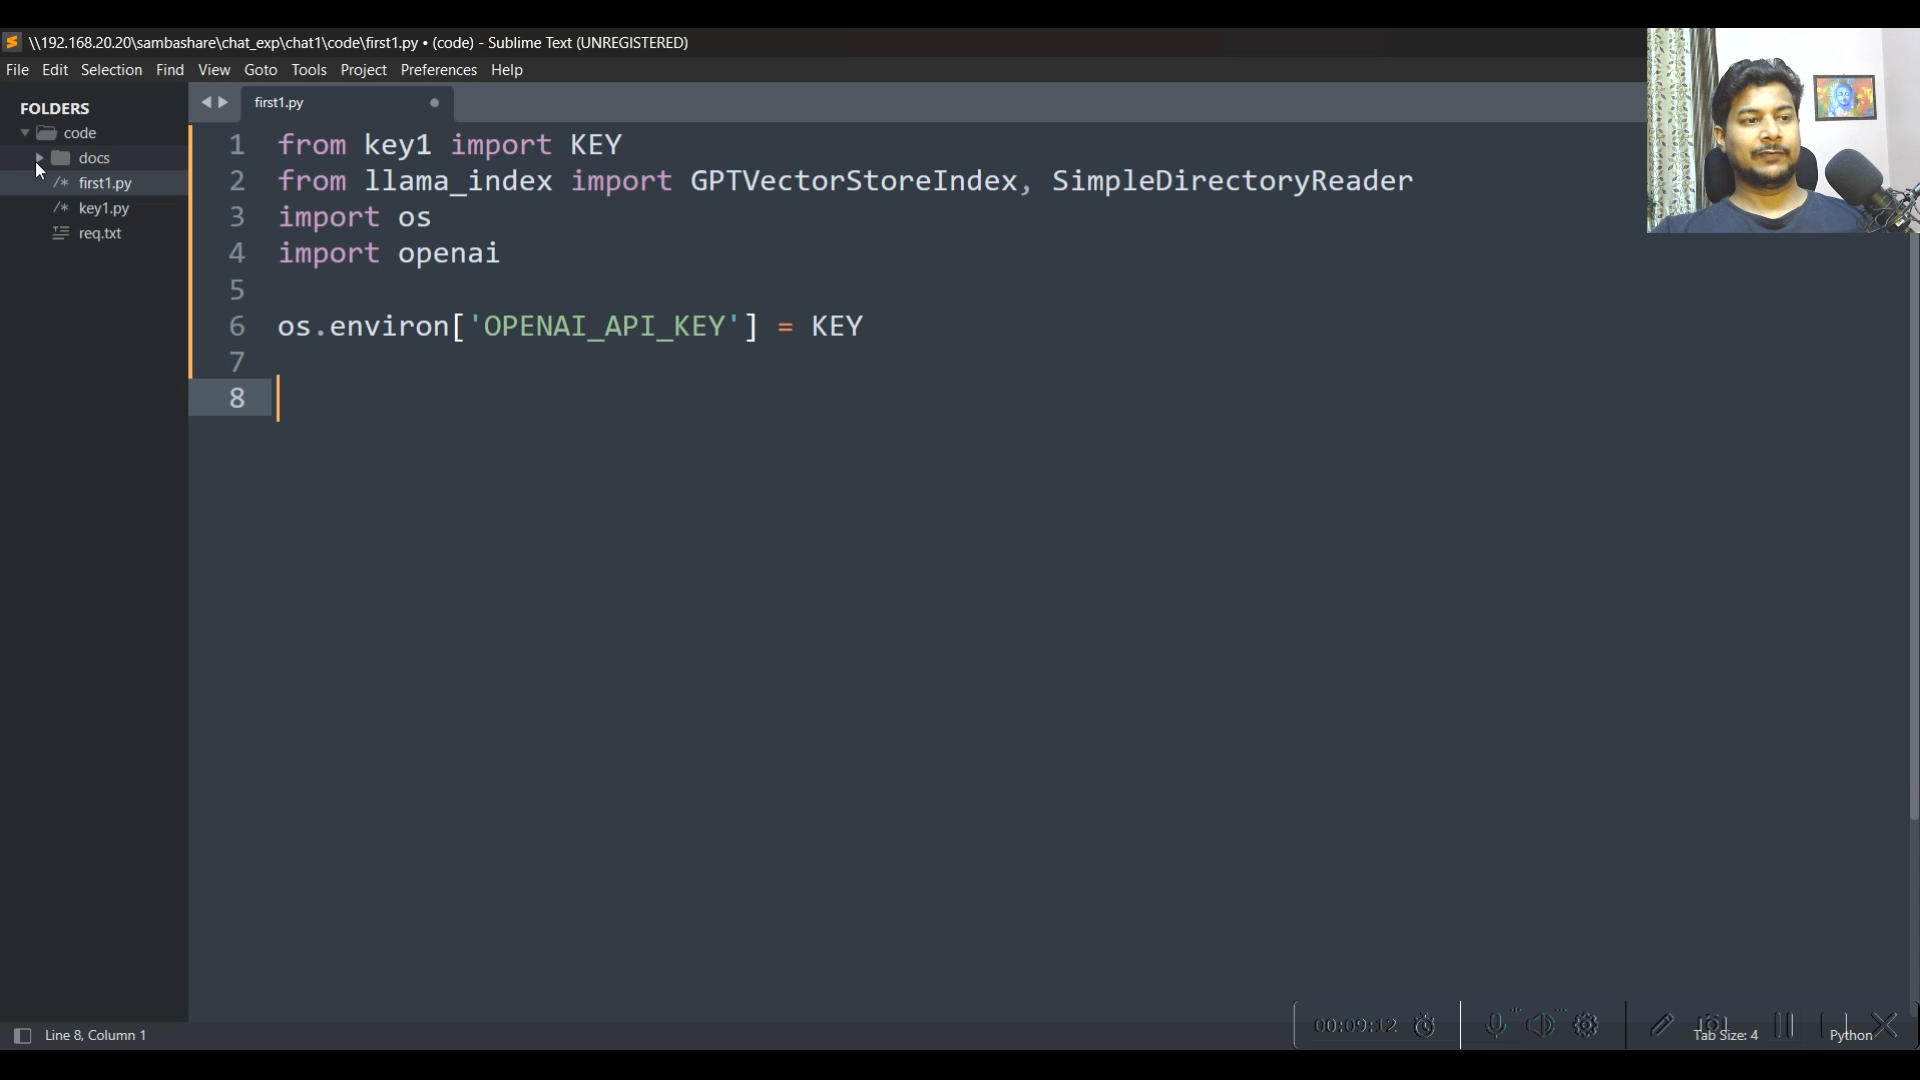 \\192.168.20.20\sambashare\chat_exp\chat1\code\first1.py • (code) - Sublime Text (UNREGISTERED)
File Edit Selection Find View Goto Tools Project Preferences Help
FOLDERS
code
docs
first1.py
key1.py
req.txt
first1.py
1 from key1 import KEY
2 from llama_index import GPTVectorStoreIndex, SimpleDirectoryReader
3 import os
4 import openai
5
6 os.environ['OPENAI_API_KEY'] = KEY
7
8
Line 8, Column 1
00:09:12
Tab Size: 4
Python